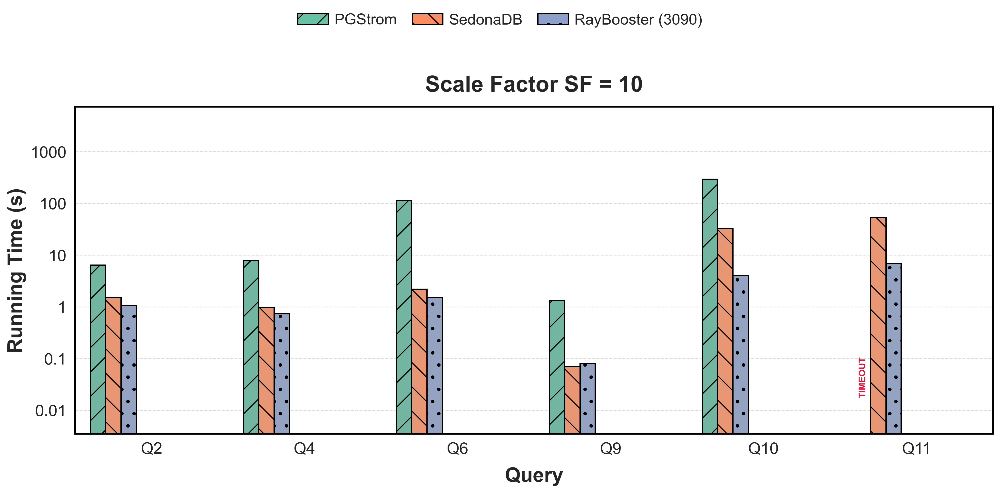 PGStrom SedonaDB RayBooster (3090)
Scale Factor SF = 10
Running Time (s)
1000
100
10
1
0.1
0.01
TIMEOUT
Q2 Q4 Q6 Q9 Q10 Q11
Query